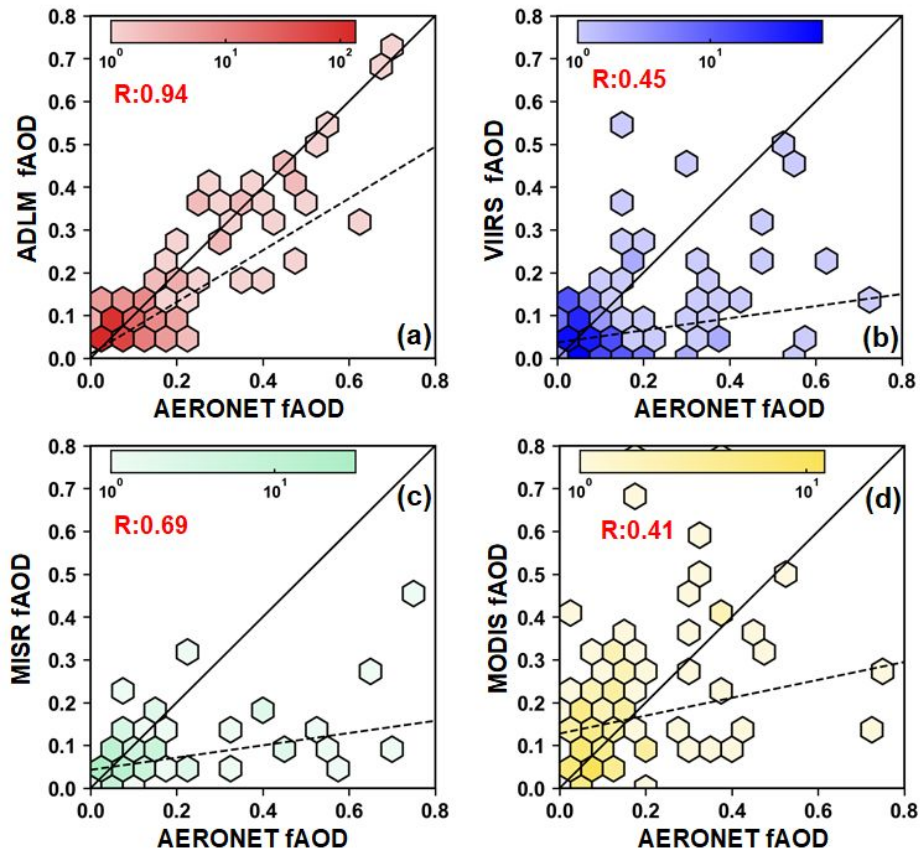 10⁰ 10¹ 10²
R:0.94
0.8
0.7
0.6
0.5
0.4
0.3
0.2
0.1
0.0
ADLM fAOD
(a)
0.0 0.2 0.4 0.6 0.8
AERONET fAOD
10⁰ 10¹
R:0.45
0.8
0.7
0.6
0.5
0.4
0.3
0.2
0.1
0.0
VIIRS fAOD
(b)
0.0 0.2 0.4 0.6 0.8
AERONET fAOD
10⁰ 10¹
(c)
R:0.69
0.8
0.7
0.6
0.5
0.4
0.3
0.2
0.1
0.0
MISR fAOD
0.0 0.2 0.4 0.6 0.8
AERONET fAOD
10⁰ 10¹
(d)
R:0.41
0.8
0.7
0.6
0.5
0.4
0.3
0.2
0.1
0.0
MODIS fAOD
0.0 0.2 0.4 0.6 0.8
AERONET fAOD